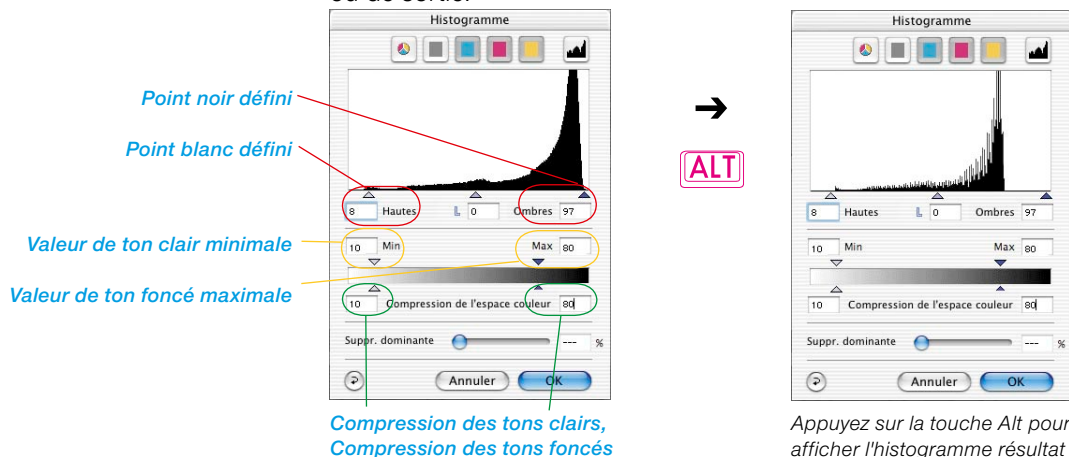 ou de sortie.
Histogramme
Point noir défini
Point blanc défini
8 Hautes L 0 Ombres 97
Valeur de ton clair minimale
10 Min Max 80
Valeur de ton foncé maximale
10 Compression de l'espace couleur 80
Suppr. dominante --- %
Annuler OK
Compression des tons clairs,
Compression des tons foncés
➔
ALT
Histogramme
8 Hautes L 0 Ombres 97
10 Min Max 80
10 Compression de l'espace couleur 80
Suppr. dominante --- %
Annuler OK
Appuyez sur la touche Alt pour
afficher l'histogramme résultat